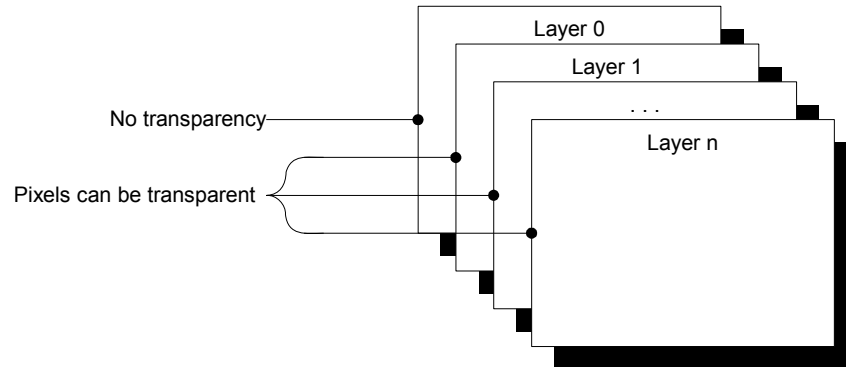 Layer 0
Layer 1
. . .
Layer n
No transparency
Pixels can be transparent